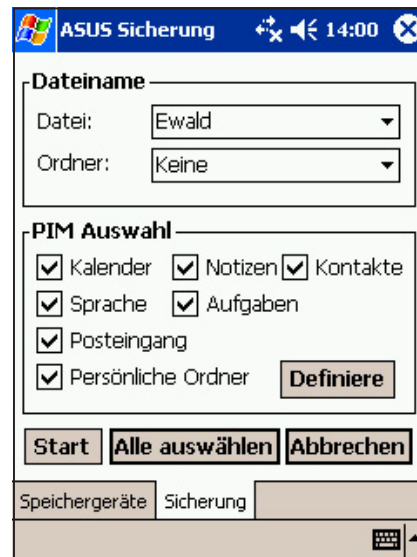 ASUS Sicherung 14:00
Dateiname
Datei: Ewald
Ordner: Keine
PIM Auswahl
Kalender Notizen Kontakte
Sprache Aufgaben
Posteingang
Persönliche Ordner Definiere
Start Alle auswählen Abbrechen
Speichergeräte Sicherung